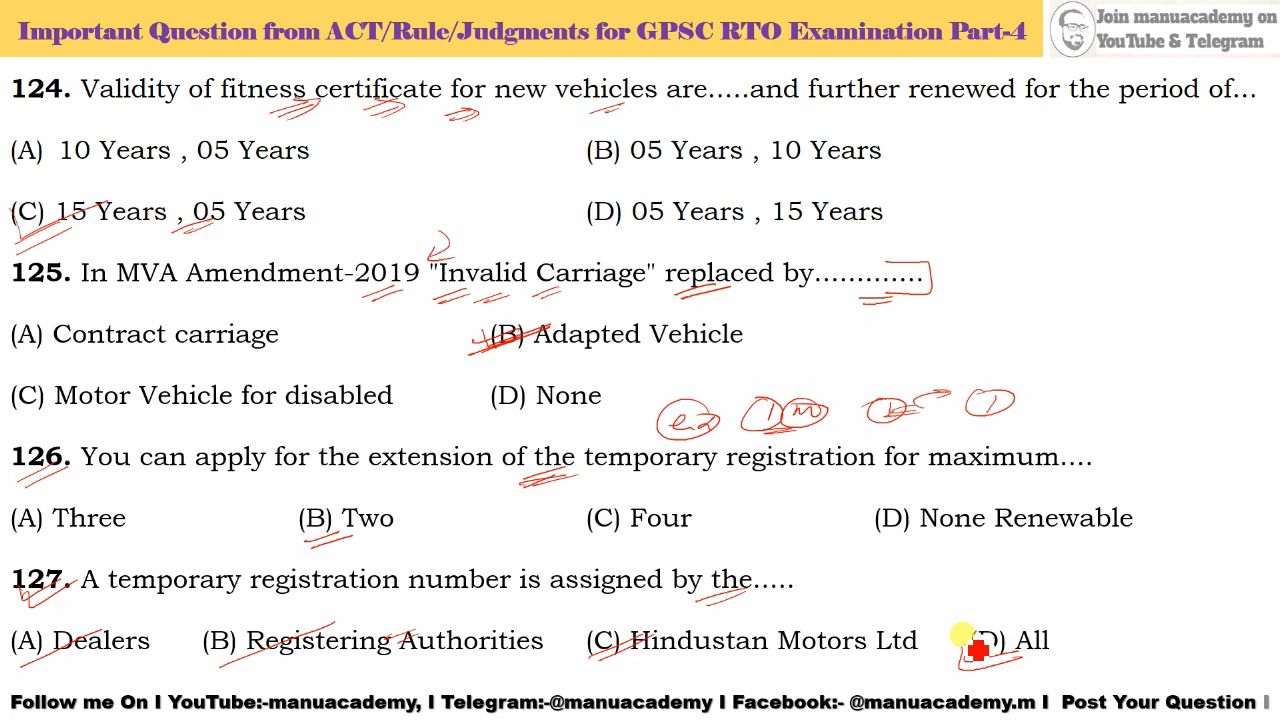 Important Question from ACT/Rule/Judgments for GPSC RTO Examination Part-4
Join manuacademy on
YouTube & Telegram
124. Validity of fitness certificate for new vehicles are.....and further renewed for the period of...
(A) 10 Years , 05 Years (B) 05 Years , 10 Years
(C) 15 Years , 05 Years (D) 05 Years , 15 Years
125. In MVA Amendment-2019 "Invalid Carriage" replaced by.............
(A) Contract carriage (B) Adapted Vehicle
(C) Motor Vehicle for disabled (D) None
126. You can apply for the extension of the temporary registration for maximum....
(A) Three (B) Two (C) Four (D) None Renewable
127. A temporary registration number is assigned by the.....
(A) Dealers (B) Registering Authorities (C) Hindustan Motors Ltd (D) All
Follow me On I YouTube:-manuacademy, I Telegram:-@manuacademy I Facebook:- @manuacademy.m I Post Your Question I